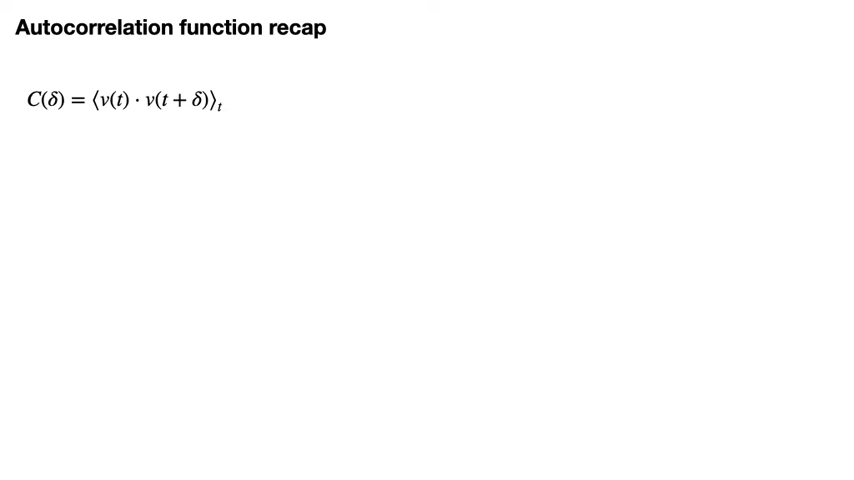 Autocorrelation function recap
C(δ) = ⟨v(t) · v(t + δ)⟩ₜ